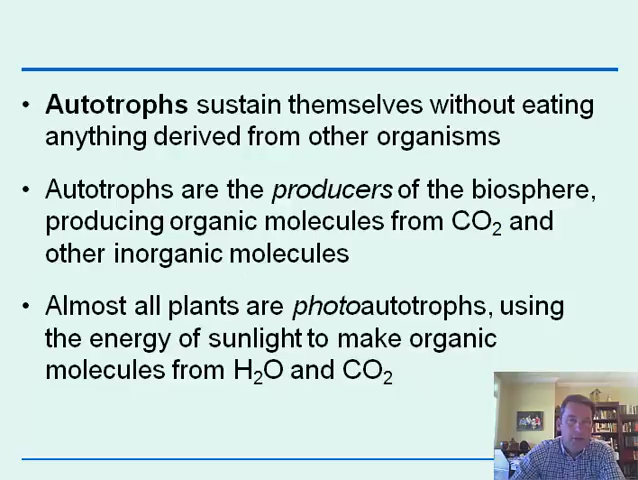 • Autotrophs sustain themselves without eating
anything derived from other organisms
• Autotrophs are the producers of the biosphere,
producing organic molecules from CO₂ and
other inorganic molecules
• Almost all plants are photoautotrophs, using
the energy of sunlight to make organic
molecules from H₂O and CO₂